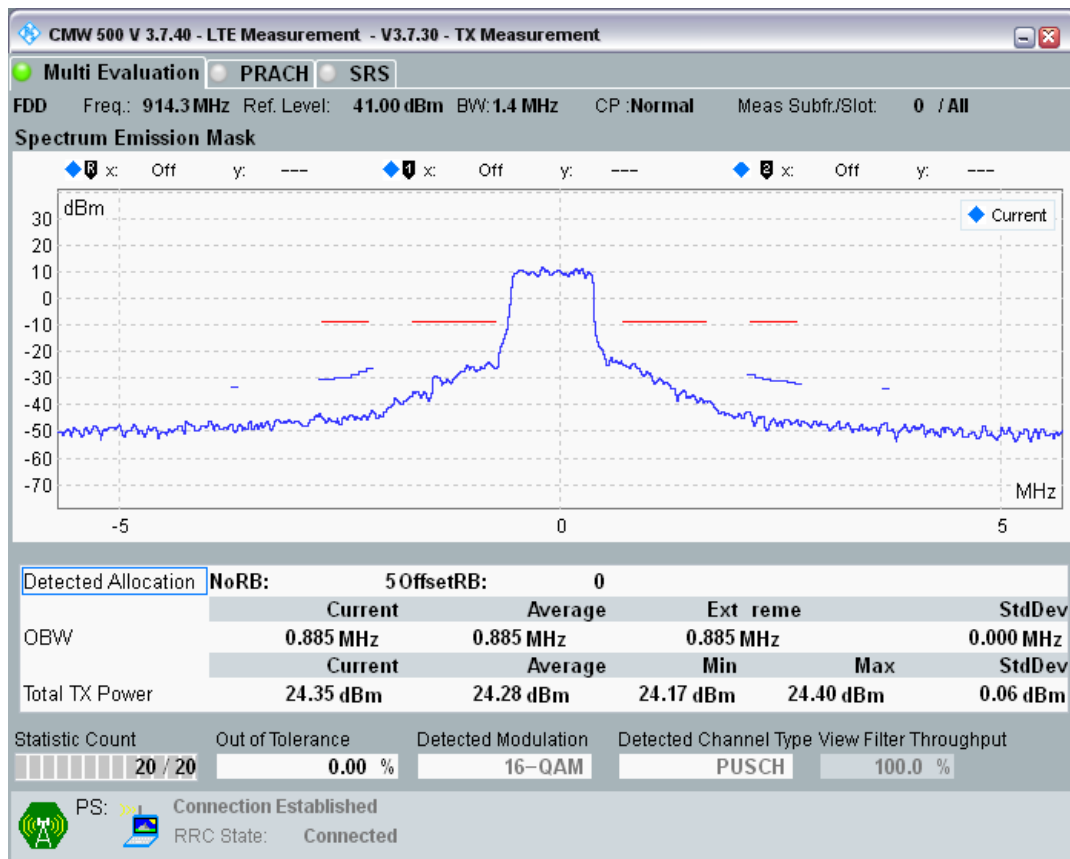 CMW 500 V 3.7.40 - LTE Measurement - V3.7.30 - TX Measurement
Multi Evaluation PRACH SRS
FDD Freq.: 914.3 MHz Ref. Level: 41.00 dBm BW: 1.4 MHz CP :Normal Meas Subfr./Slot: 0 / All
Spectrum Emission Mask
R x: Off y: --- 1 x: Off y: --- 2 x: Off y: ---
dBm
Current
30
20
10
0
-10
-20
-30
-40
-50
-60
-70
MHz
-5 0 5
Detected Allocation NoRB: 5 OffsetRB: 0
Current Average Ext reme StdDev
OBW 0.885 MHz 0.885 MHz 0.885 MHz 0.000 MHz
Current Average Min Max StdDev
Total TX Power 24.35 dBm 24.28 dBm 24.17 dBm 24.40 dBm 0.06 dBm
Statistic Count Out of Tolerance Detected Modulation Detected Channel Type View Filter Throughput
20 / 20 0.00 % 16-QAM PUSCH 100.0 %
PS: Connection Established
RRC State: Connected